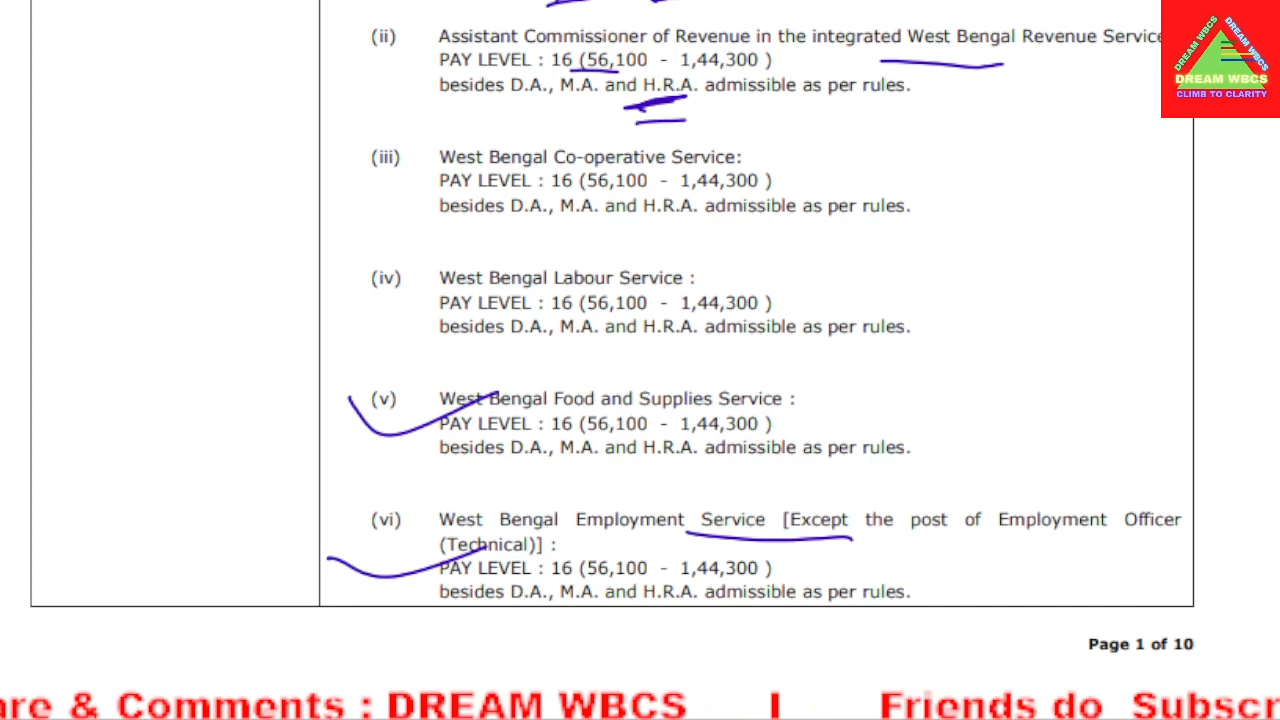 (ii) Assistant Commissioner of Revenue in the integrated West Bengal Revenue Service
PAY LEVEL : 16 (56,100 - 1,44,300 )
besides D.A., M.A. and H.R.A. admissible as per rules.
(iii) West Bengal Co-operative Service:
PAY LEVEL : 16 (56,100 - 1,44,300 )
besides D.A., M.A. and H.R.A. admissible as per rules.
(iv) West Bengal Labour Service :
PAY LEVEL : 16 (56,100 - 1,44,300 )
besides D.A., M.A. and H.R.A. admissible as per rules.
(v) West Bengal Food and Supplies Service :
PAY LEVEL : 16 (56,100 - 1,44,300 )
besides D.A., M.A. and H.R.A. admissible as per rules.
(vi) West Bengal Employment Service [Except the post of Employment Officer
(Technical)] :
PAY LEVEL : 16 (56,100 - 1,44,300 )
besides D.A., M.A. and H.R.A. admissible as per rules.
Page 1 of 10
are & Comments : DREAM WBCS I Friends do Subscr
DREAM WBCS
DREAM WBCS
DREAM WBCS
CLIMB TO CLARITY